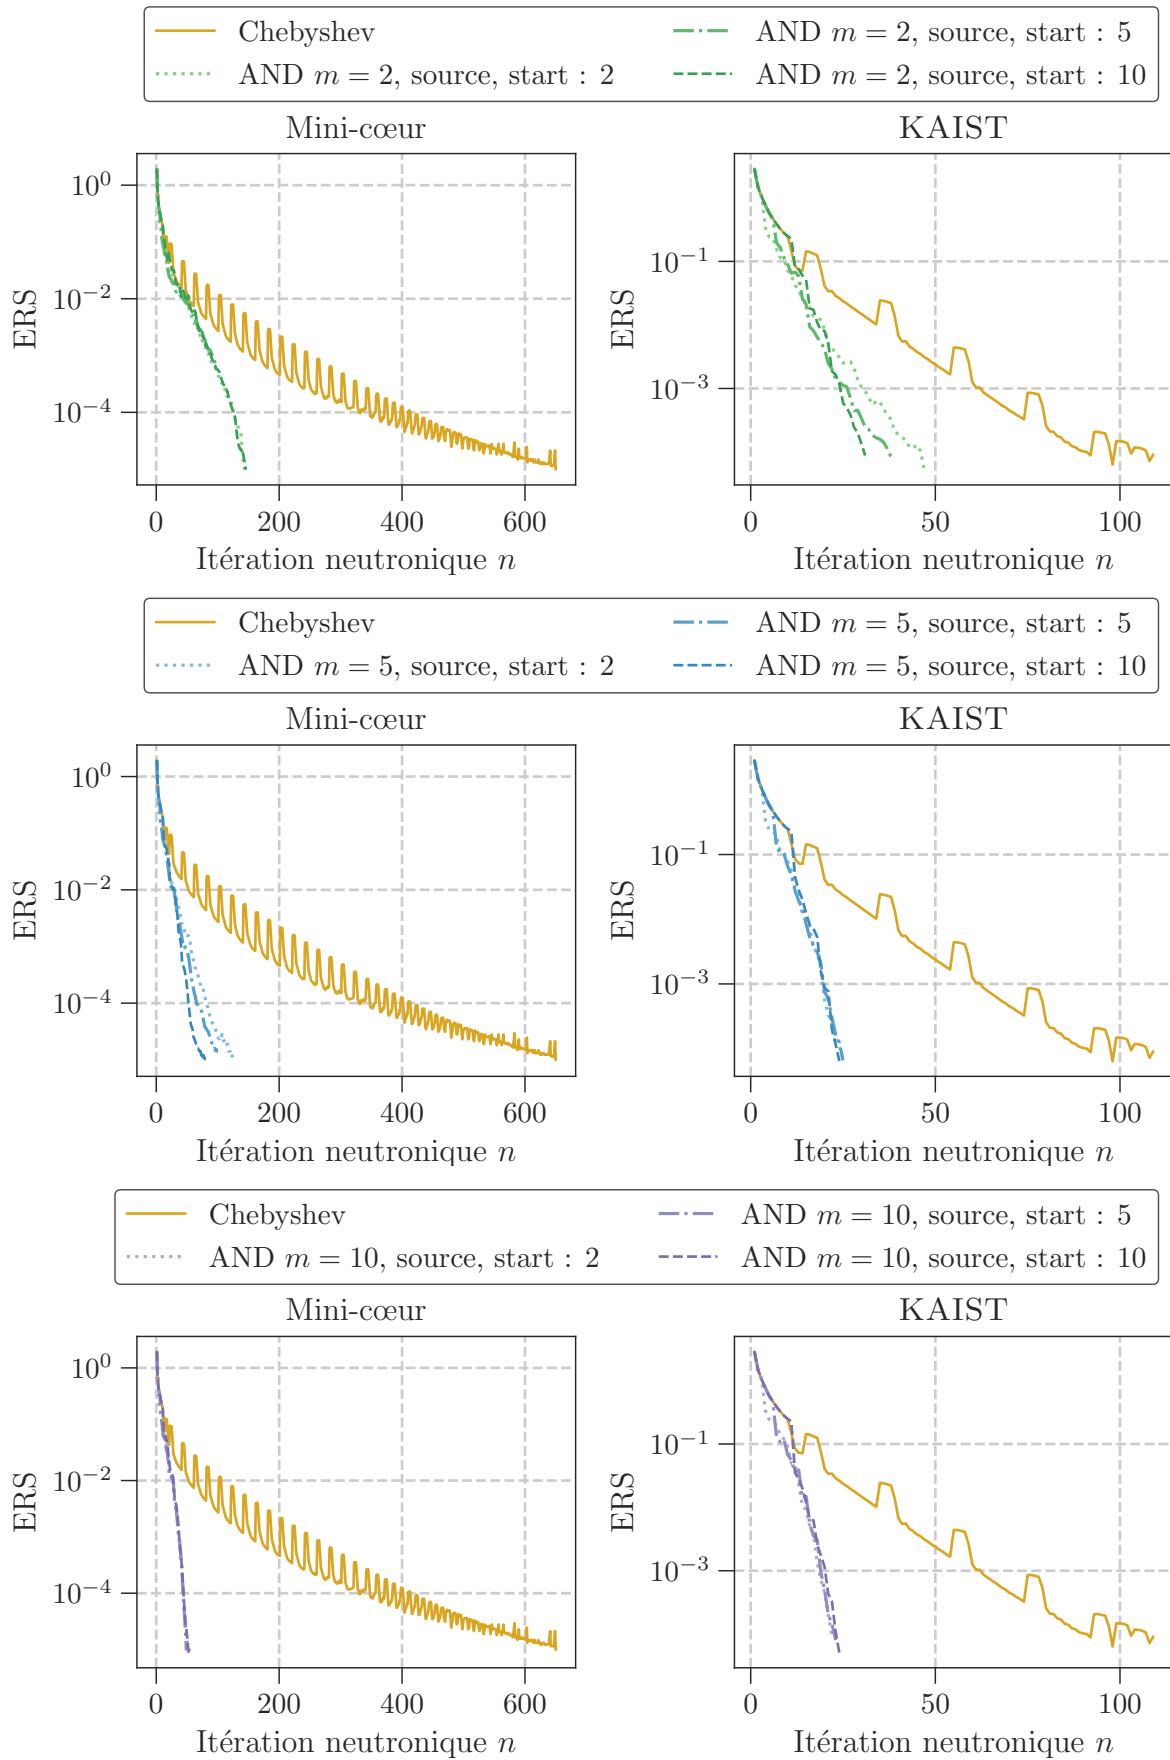 Chebyshev
AND m = 2, source, start : 2
AND m = 2, source, start : 5
AND m = 2, source, start : 10
Mini-cœur
KAIST
ERS
10⁰
10⁻²
10⁻⁴
0 200 400 600
Itération neutronique n
ERS
10⁻¹
10⁻³
0 50 100
Itération neutronique n
Chebyshev
AND m = 5, source, start : 2
AND m = 5, source, start : 5
AND m = 5, source, start : 10
Mini-cœur
KAIST
ERS
10⁰
10⁻²
10⁻⁴
0 200 400 600
Itération neutronique n
ERS
10⁻¹
10⁻³
0 50 100
Itération neutronique n
Chebyshev
AND m = 10, source, start : 2
AND m = 10, source, start : 5
AND m = 10, source, start : 10
Mini-cœur
KAIST
ERS
10⁰
10⁻²
10⁻⁴
0 200 400 600
Itération neutronique n
ERS
10⁻¹
10⁻³
0 50 100
Itération neutronique n